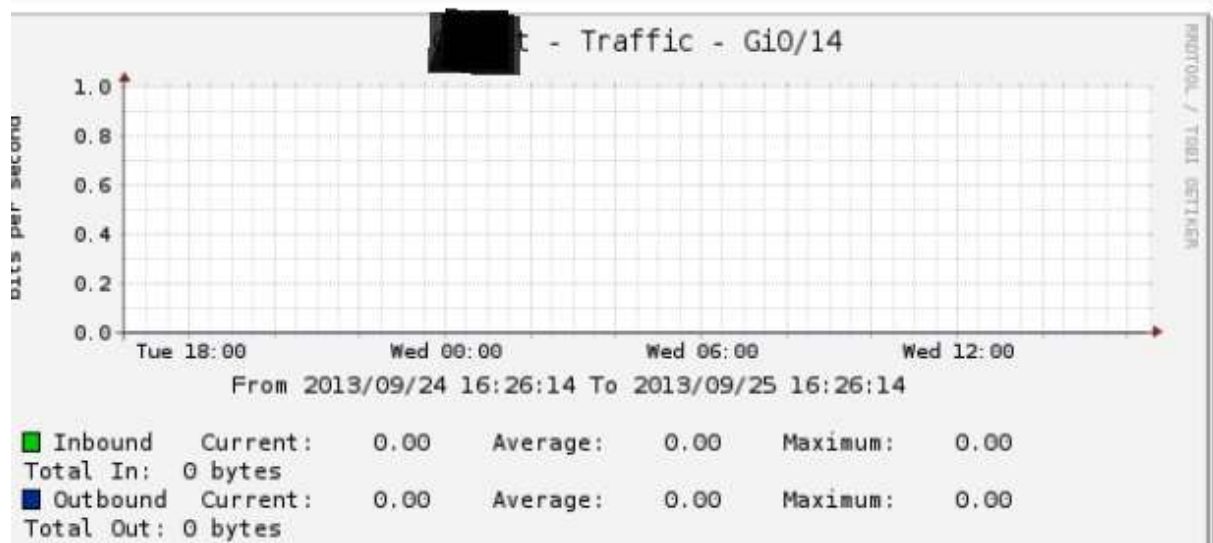 t - Traffic - Gi0/14
RRDTOOL / TOBI OETIKER
bits per second
1.0
0.8
0.6
0.4
0.2
0.0
Tue 18:00 Wed 00:00 Wed 06:00 Wed 12:00
From 2013/09/24 16:26:14 To 2013/09/25 16:26:14
Inbound Current: 0.00 Average: 0.00 Maximum: 0.00
Total In: 0 bytes
Outbound Current: 0.00 Average: 0.00 Maximum: 0.00
Total Out: 0 bytes